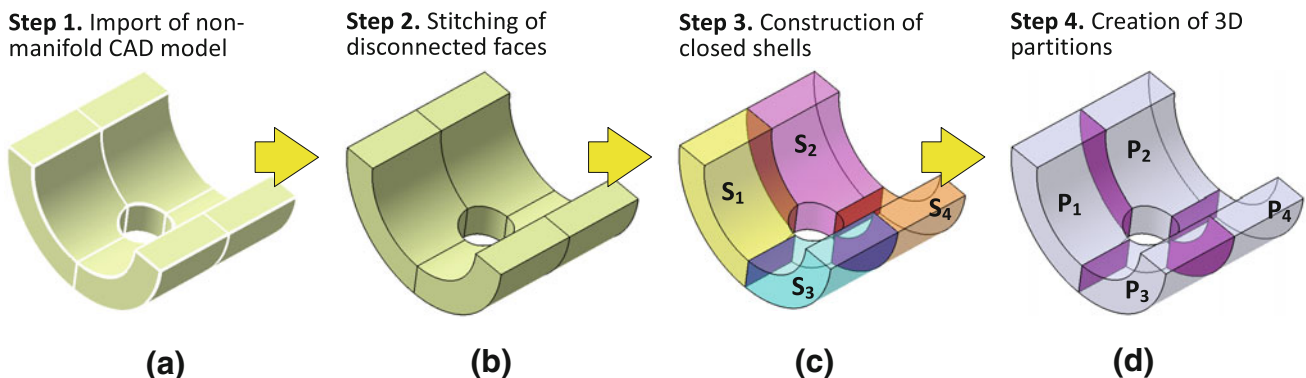 Step 1. Import of non-
manifold CAD model
Step 2. Stitching of
disconnected faces
Step 3. Construction of
closed shells
Step 4. Creation of 3D
partitions
S1
S2
S3
S4
P1
P2
P3
P4
(a)
(b)
(c)
(d)